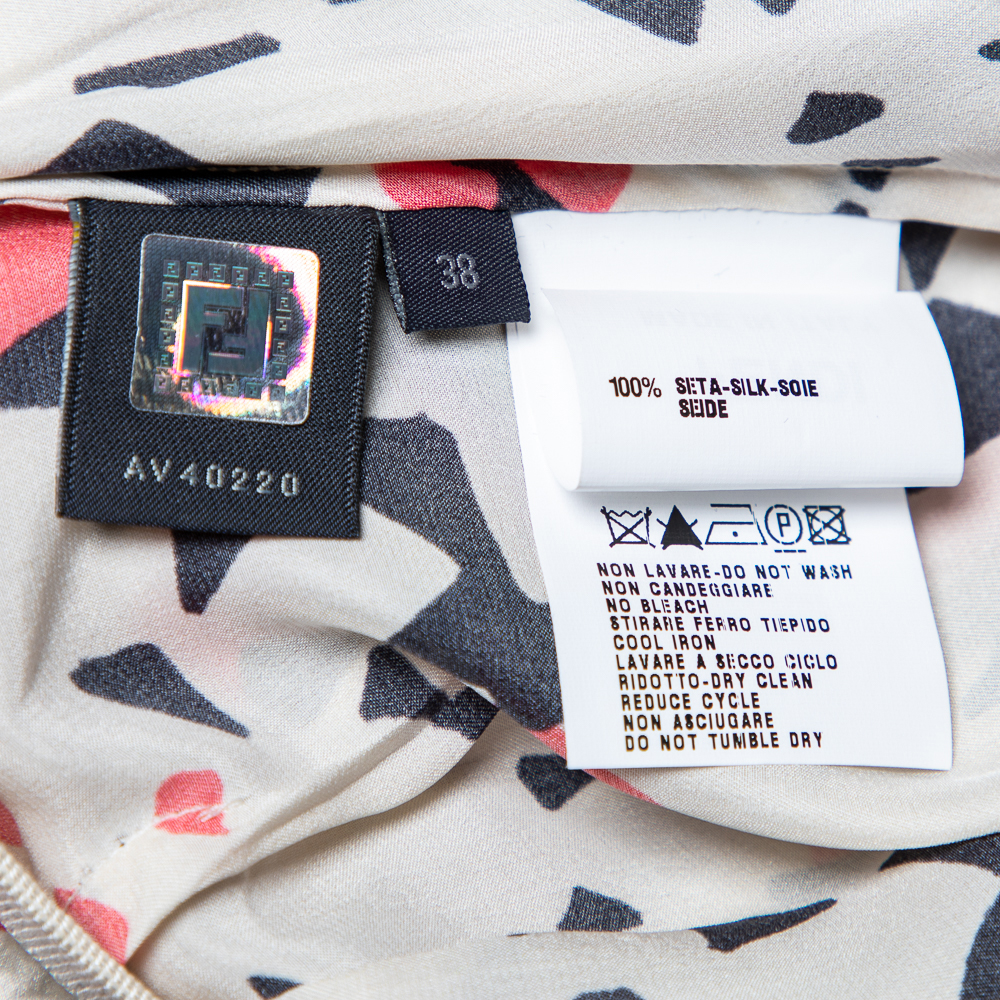 AV40220
38
100% SETA-SILK-SOIE
SEIDE
P
NON LAVARE-DO NOT WASH
NON CANDEGGIARE
NO BLEACH
STIRARE FERRO TIEPIDO
COOL IRON
LAVARE A SECCO CICLO
RIDOTTO-DRY CLEAN
REDUCE CYCLE
NON ASCIUGARE
DO NOT TUMBLE DRY